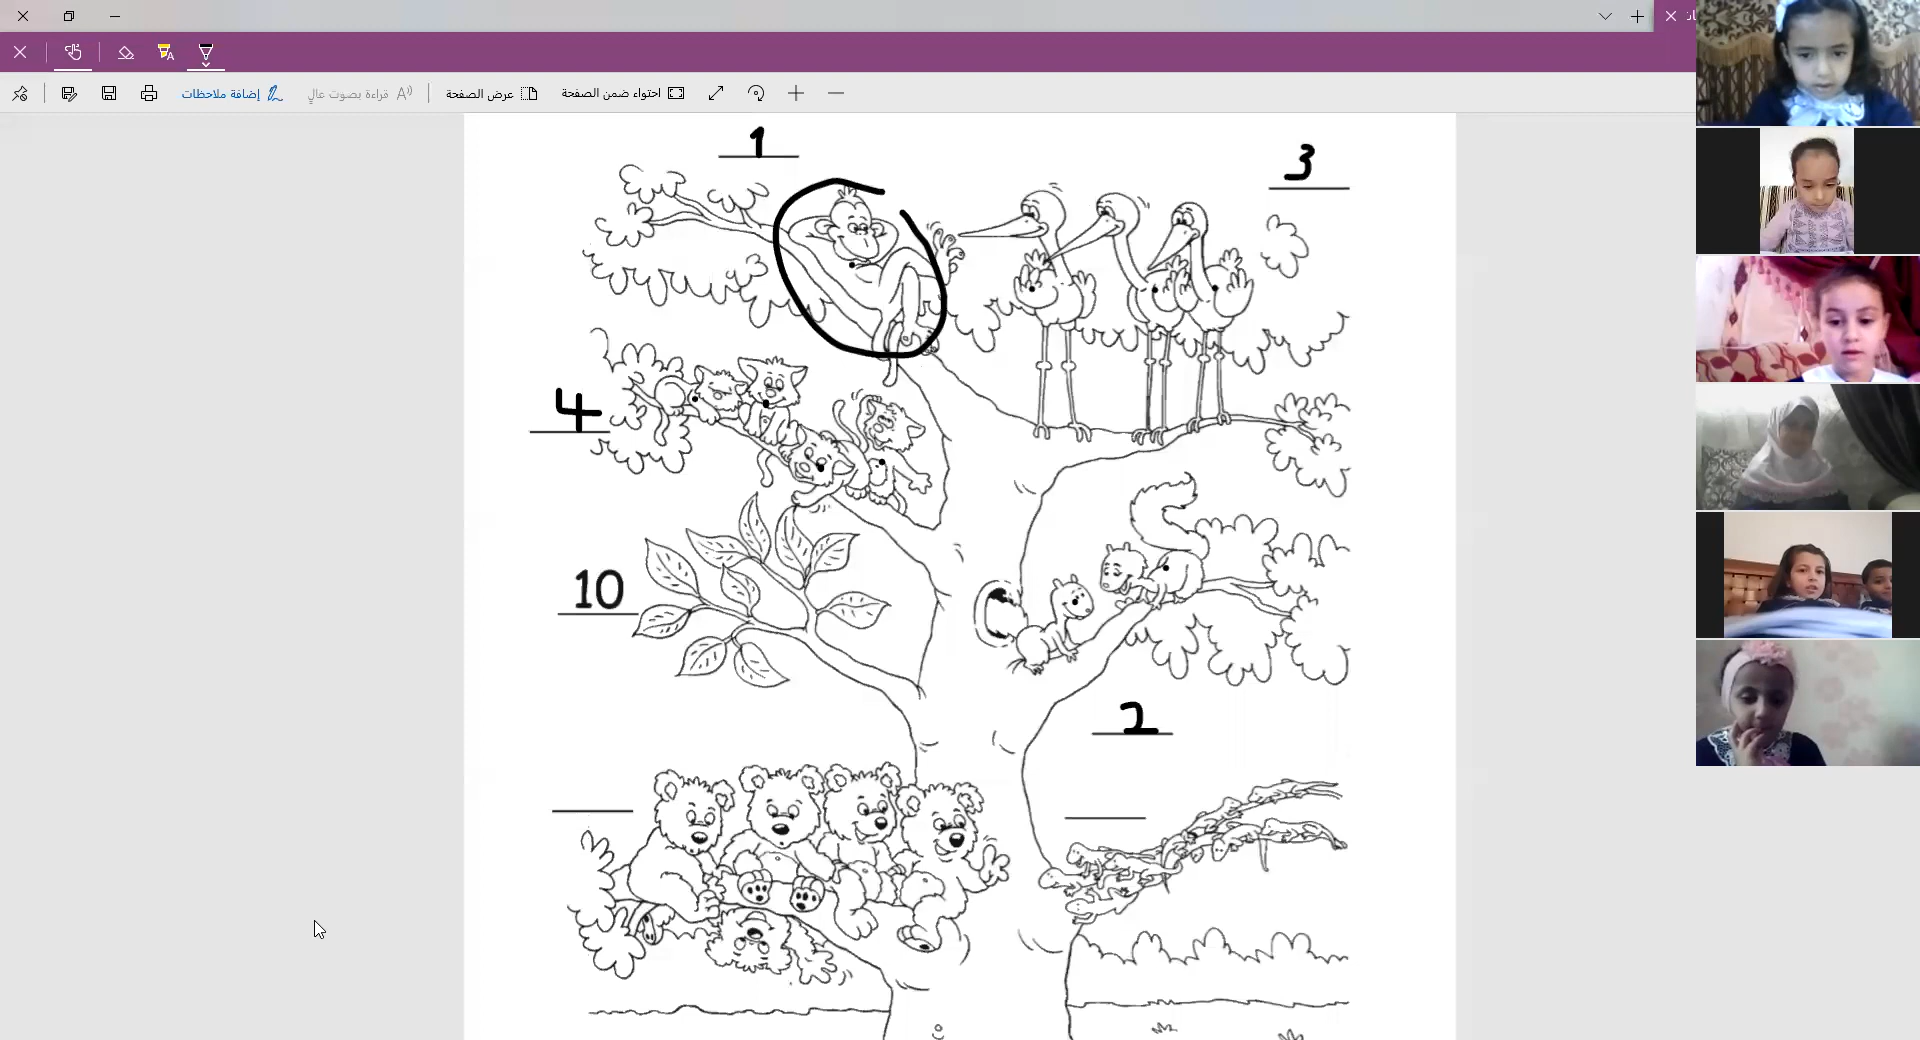 إضافة ملاحظات
قراءة بصوت عالٍ
عرض الصفحة
احتواء ضمن الصفحة
1
3
4
10
2